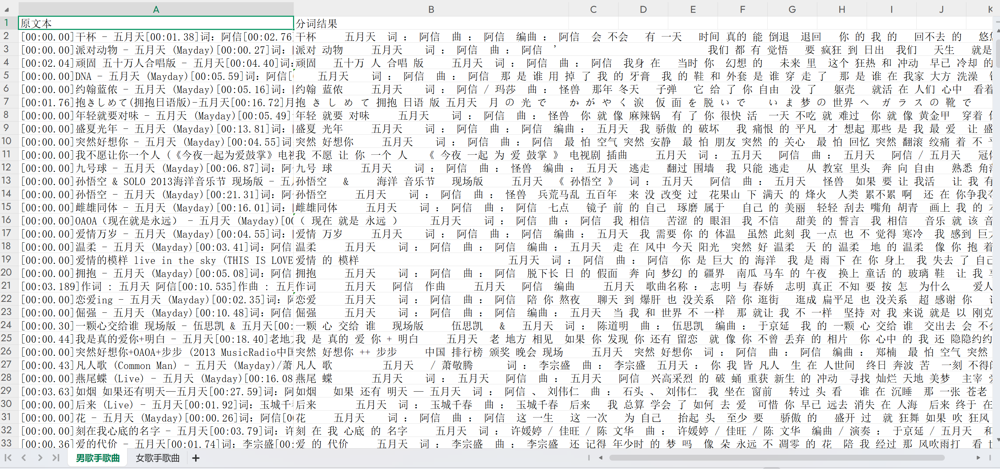 A B C D E F G H I J K
1 原文本 分词结果
2 [00:00.00]干杯 - 五月天[00:01.38]词：阿信[00:02.76] 干杯 五月天 词 ： 阿信 曲 ： 阿信 编曲 ： 阿信 会 不会 有 一天 时间 真的 能 倒退 退回 你 的 我 的 回不去 的
3 [00:00.00]派对动物 - 五月天 (Mayday)[00:00.27]词： 派对 动物 五月天 词 ： 阿信 曲 ： 阿信 ' 我们 都 有 觉悟 要 疯狂 到 日出 我们 天生 就是
4 [00:02.04]顽固 五十万人合唱版 - 五月天[00:04.40]词： 顽固 五十万 人 合唱 版 五月天 词 ： 阿信 曲 ： 阿信 我身 在 当时 你 幻想 的 未来 里 这个 狂热 和 冲动 早已 冷却 的
5 [00:00.00]DNA - 五月天 (Mayday)[00:05.59]词：阿信[ 五月天 词 ： 阿信 曲 ： 阿信 那 是 谁 用 掉 了 我 的 牙膏 我 的 鞋 和 外套 是 谁 穿 走 了 那 是 谁 在 我家 大方 洗澡
6 [00:00.00]约翰蓝侬 - 五月天 (Mayday)[00:05.16]词： 约翰 蓝侬 五月天 词 ： 阿信 / 玛莎 曲 ： 怪兽 那年 冬天 子弹 它 给 了 你 自由 没 了 躯壳 就活 在 人们 心中 看着
7 [00:01.76]抱きしめて(拥抱日语版)-五月天[00:16.72]月 抱 き し め て 拥抱 日语 版 五月天 月 の 光 で か が や く 涙 仮 面 を 脱 い で い ま 梦 の 世界 へ ガ ラ ス の 靴 で
8 [00:00.00]年轻就要对味 - 五月天 (Mayday)[00:05.49] 年轻 就要 对味 五月天 词 ： 阿信 曲 ： 怪兽 你 就 像 麻辣锅 有 了 你 很快 活 一天 不吃 就 难过 你 就 像 黄金甲 穿着
9 [00:00.00]盛夏光年 - 五月天 (Mayday)[00:13.81]词： 盛夏 光年 五月天 词 ： 阿信 曲 ： 阿信 编曲 ： 五月天 我 骄傲 的 破坏 我 痛恨 的 平凡 才 想起 那些 是 我 最 爱 让 盛
10 [00:00.00]突然好想你 - 五月天 (Mayday)[00:04.55]词 突然 好想你 五月天 词 ： 阿信 曲 ： 阿信 最 怕 空气 突然 安静 最 怕 朋友 突然 的 关心 最 怕 回忆 突然 翻滚 绞痛 着 不 平
11 [00:00.00]我不愿让你一个人 (《今夜一起为爱鼓掌》电视 我 不愿 让 你 一个 人 《 今夜 一起 为 爱 鼓掌 》 电视剧 插曲 五月天 词 ： 五月天 阿信 曲 ： 五月天 阿信 / 五月天 冠佑
12 [00:00.00]九号球 - 五月天 (Mayday)[00:06.87]词：阿 九号 球 五月天 词 ： 阿信 曲 ： 怪兽 编曲 ： 五月天 逃走 翻过 围墙 我 只能 逃走 从 教室 里头 奔 向 自由 熟悉 角落
13 [00:00.00]孙悟空 & SOLO 2013海洋音乐节 现场版 - 五月 孙悟空 & 海洋 音乐节 现场版 五月天 《 孙悟空 》 词 ： 五月天 阿信 曲 ： 五月天 怪兽 如果 要 让 我活 让 我 有
14 [00:00.00]孙悟空 - 五月天 (Mayday)[00:21.31]词：阿 孙悟空 五月天 词 ： 阿信 曲 ： 怪兽 兵荒马乱 五百年 来 没 改变 过 花果山 下 满天 的 烽火 人类 累不累 啊 还 在 你争我夺
15 [00:00.00]雌雄同体 - 五月天 (Mayday)[00:16.01]词： 雌雄同体 五月天 词 ： 阿信 曲 ： 阿信 七点 镜子 前 的 自己 琢磨 属于 自己 的 美丽 轻轻 刮去 嘴角 胡青 画上 我 的
16 [00:00.00]OAOA（现在就是永远） - 五月天 (Mayday)[00 （ 现在 就是 永远 ） 五月天 词 ： 阿信 曲 ： 阿信 我 相信 苦涩 的 眼泪 我 不信 甜美 的 誓言 我 相信 音乐 就 该 音
17 [00:00.00]爱情万岁 - 五月天 (Mayday)[00:04.55]词： 爱情 万岁 五月天 词 ： 阿信 曲 ： 阿信 编曲 ： 五月天 我 需要 你 的 体温 虽然 此刻 我 一点 也 不 觉得 寒冷 我 感到 巨大
18 [00:00.00]温柔 - 五月天 (Mayday)[00:03.41]词：阿信 温柔 五月天 词 ： 阿信 曲 ： 阿信 编曲 ： 五月天 走 在 风中 今天 阳光 突然 好 温柔 天 的 温柔 地 的 温柔 像 你 抱 着
19 [00:00.00]爱情的模样 live in the sky (THIS IS LOVE 爱情 的 模样 五月天 词 ： 阿信 曲 ： 阿信 你 是 巨大 的 海洋 我 是 雨 下 在 你 身上 我 失去 了 自己
20 [00:00.00]拥抱 - 五月天 (Mayday)[00:05.08]词：阿信 拥抱 五月天 词 ： 阿信 曲 ： 阿信 脱下长 日 的 假面 奔 向 梦幻 的 疆界 南瓜 马车 的 午夜 换上 童话 的 玻璃 鞋 让 我 享
21 [00:03.189]作词 : 五月天 阿信[00:10.535]作曲 : 五月 作词 五月天 阿信 作曲 五月天 阿信 编曲 五月天 歌曲名称 ： 志明 与 春娇 志明 真正 不知 要 按 怎 为什么 爱人
22 [00:00.00]恋爱ing - 五月天 (Mayday)[00:02.35]词：阿 恋爱 五月天 词 ： 阿信 曲 ： 阿信 陪 你 熬夜 聊天 到 爆肝 也 没关系 陪 你 逛街 逛成 扁平足 也 没关系 超 感谢 你
23 [00:00.00]倔强 - 五月天 (Mayday)[00:10.48]词：阿信 倔强 五月天 词 ： 阿信 曲 ： 阿信 编曲 ： 五月天 当 我 和 世界 不 一样 那 就让 我 不 一样 坚持 对 我 来说 就是 以 刚克
24 [00:00.30]一颗心交给谁 现场版 - 伍思凯 & 五月天[00: 一颗 心 交给 谁 现场版 伍思凯 & 五月天 词 ： 陈道明 曲 ： 伍思凯 编曲 ： 于京延 我 的 一颗 心 交给 谁 交出去 会 不会
25 [00:00.44]我是真的爱你+明白 - 五月天[00:18.40]老地方 我 是 真的 爱 你 + 明白 五月天 老 地方 相见 如果 你 发现 你 还有 留恋 就 像 你 不曾 丢弃 的 相片 你 心中 的 我 还 隐隐约约
26 [00:00.00]突然好想你+OAOA+步步 (2013 MusicRadio中国 突然 好想你 ++ 步步 中国 排行榜 颁奖 晚会 现场 五月天 突然 好想你 词 ： 阿信 曲 ： 阿信 编曲 ： 郑楠 最 怕 空气 突然
27 [00:00.43]凡人歌 (Common Man) - 五月天 (Mayday)/萧 凡人 歌 五月天 / 萧敬腾 词 ： 李宗盛 曲 ： 李宗盛 五月天 ： 你 我 皆 凡人 生 在 人世间 终日 奔波 苦 一刻 不得闲
28 [00:00.00]燕尾蝶 (Live) - 五月天 (Mayday)[00:16.08 燕尾 蝶 五月天 词 ： 五月天 阿信 曲 ： 五月天 阿信 兴高采烈 的 破 蛹 重获 新生 的 冲动 寻找 灿烂 天地 美梦 主宰
29 [00:03.63]如烟 如果还有明天—五月天[00:27.59]词：阿 如烟 如果 还有 明天 — 五月天 词 ： 阿信 、 刘伟仁 曲 ： 石头 、 刘伟仁 我 坐在 窗前 转过 头 看 谁 在 沉睡 那 一张 苍老
30 [00:00.00]后来 (Live) - 五月天[00:01.92]词：玉城千 后来 五月天 词 ： 玉城千春 曲 ： 玉城千春 后来 我 总算 学会 了 如何 去 爱 可惜 你 早已 远去 消失 在 人海 后来 终于 在
31 [00:00.00]花 - 五月天 (Mayday)[00:00.26]词：阿信[00 花 五月天 词 ： 阿信 曲 ： 阿信 这 一生 这 一次 为 自己 抬起 头 至少 要 骄傲 的 盛开 过 就 狂舞 如果 吹 狂风
32 [00:00.00]刻在我心底的名字 - 五月天[00:03.79]词：许 刻 在 我 心底 的 名字 五月天 词 ： 许媛婷 / 佳旺 / 陈 文华 曲 ： 许媛婷 / 佳旺 / 陈 文华 编曲 / 演奏 ： 于京延 / 五月天 和
33 [00:00.36]爱的代价 - 五月天[00:01.74]词：李宗盛[00: 爱 的 代价 五月天 词 ： 李宗盛 曲 ： 李宗盛 还 记得 年少时 的 梦 吗 像 朵 永远 不 凋零 的 花 陪 我 经过 那 风吹雨打 看 世
男歌手歌曲 女歌手歌曲 +